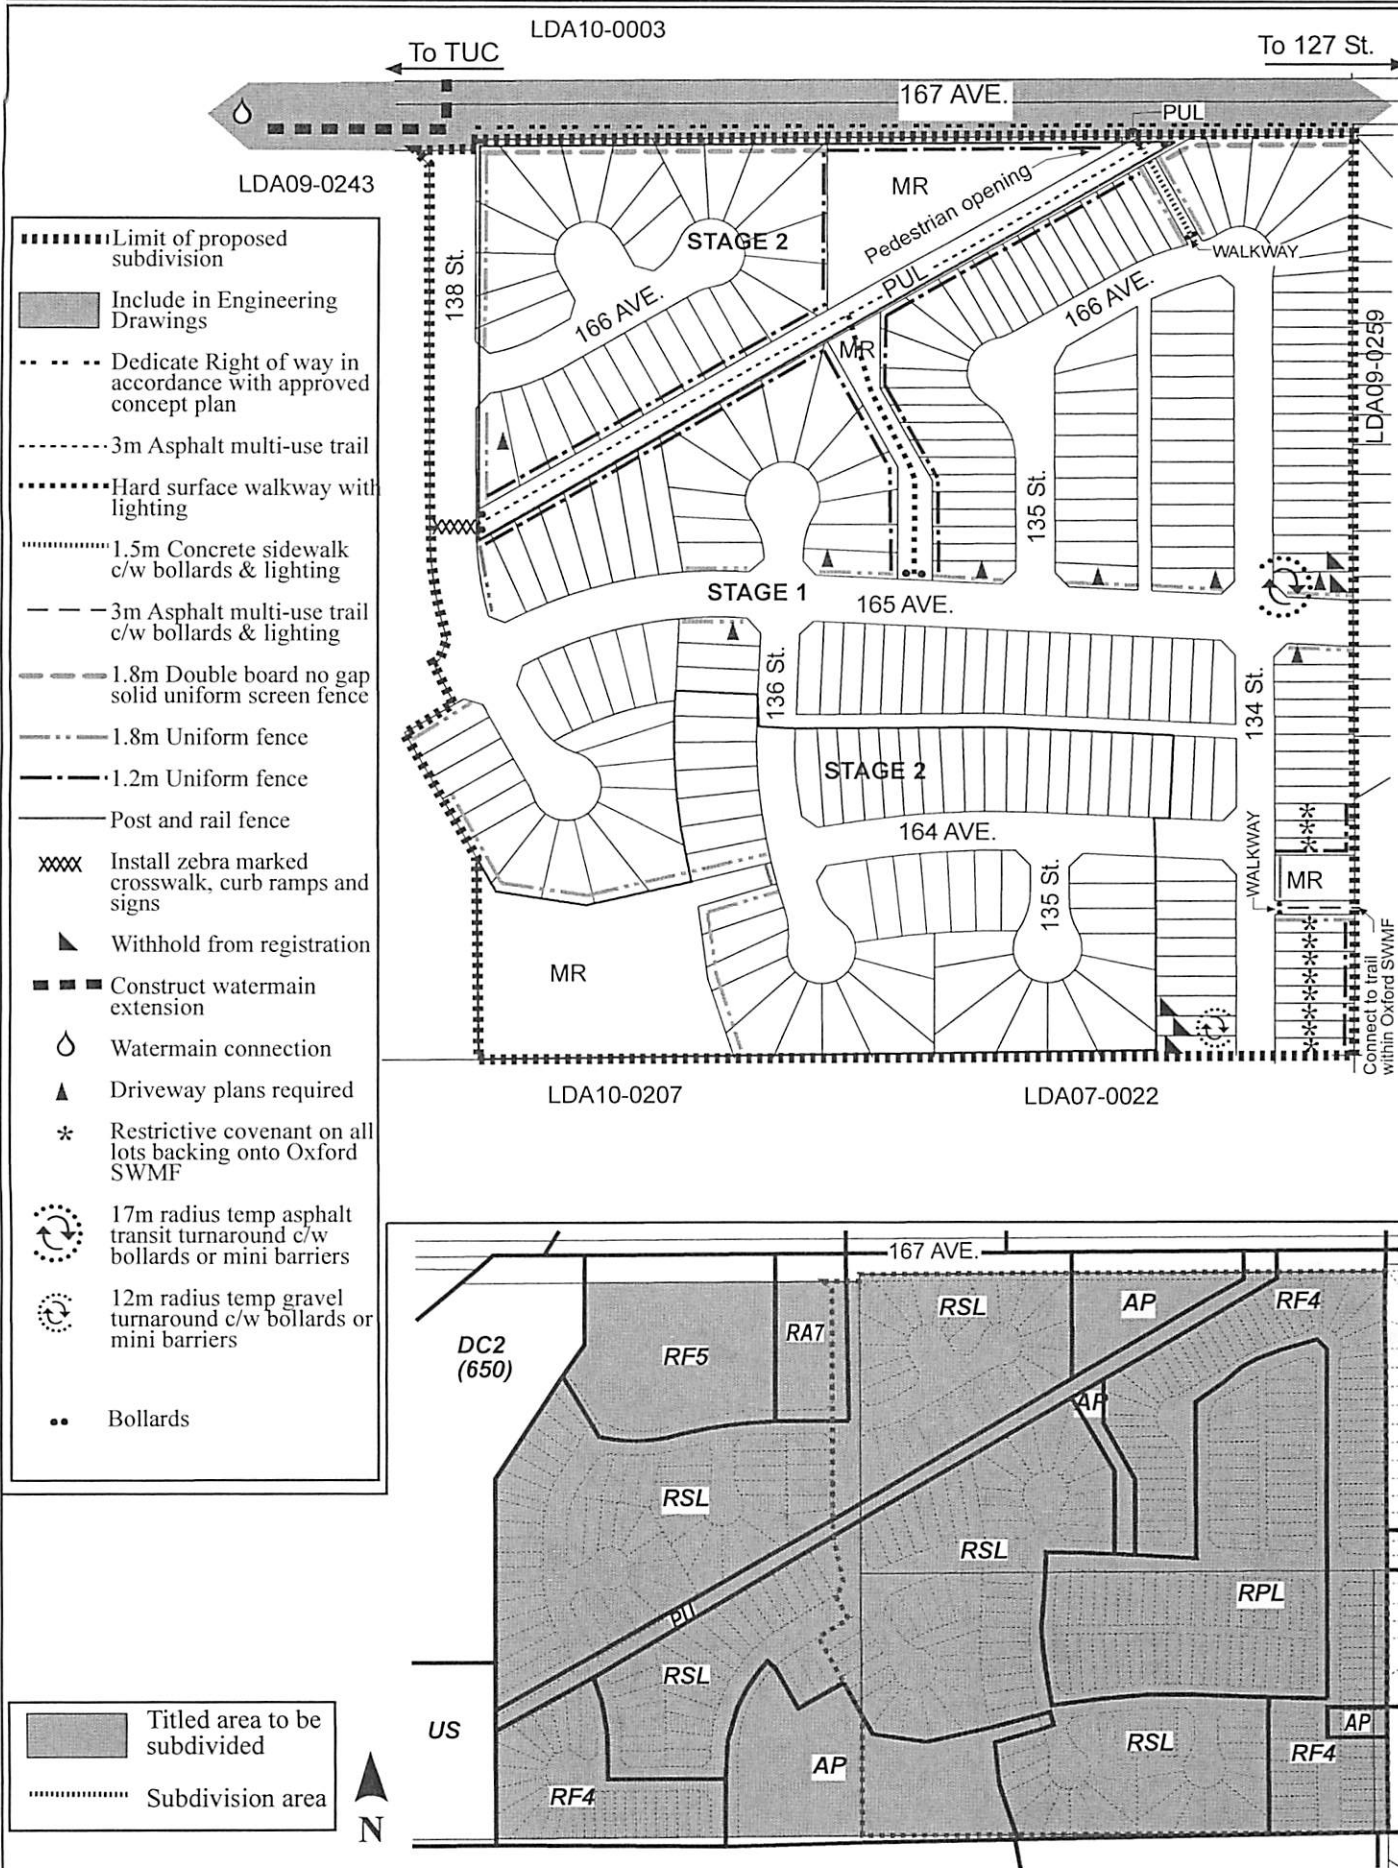 LDA10-0003
To TUC
To 127 St.
167 AVE.
PUL
LDA09-0243
MR
Pedestrian opening
STAGE 2
WALKWAY
138 St.
166 AVE.
PUL
166 AVE.
MR
LDA09-0259
135 St.
STAGE 1
165 AVE.
136 St.
134 St.
STAGE 2
164 AVE.
WALKWAY
135 St.
MR
MR
Connect to trail
within Oxford SWMF
LDA10-0207
LDA07-0022
Limit of proposed
subdivision
Include in Engineering
Drawings
Dedicate Right of way in
accordance with approved
concept plan
3m Asphalt multi-use trail
Hard surface walkway with
lighting
1.5m Concrete sidewalk
c/w bollards & lighting
3m Asphalt multi-use trail
c/w bollards & lighting
1.8m Double board no gap
solid uniform screen fence
1.8m Uniform fence
1.2m Uniform fence
Post and rail fence
Install zebra marked
crosswalk, curb ramps and
signs
Withhold from registration
Construct watermain
extension
Watermain connection
Driveway plans required
Restrictive covenant on all
lots backing onto Oxford
SWMF
17m radius temp asphalt
transit turnaround c/w
bollards or mini barriers
12m radius temp gravel
turnaround c/w bollards or
mini barriers
Bollards
167 AVE.
DC2
(650)
RF5
RA7
RSL
AP
RF4
AP
RSL
RSL
RPL
PU
RSL
US
AP
RSL
AP
RF4
RF4
Titled area to be
subdivided
Subdivision area
N